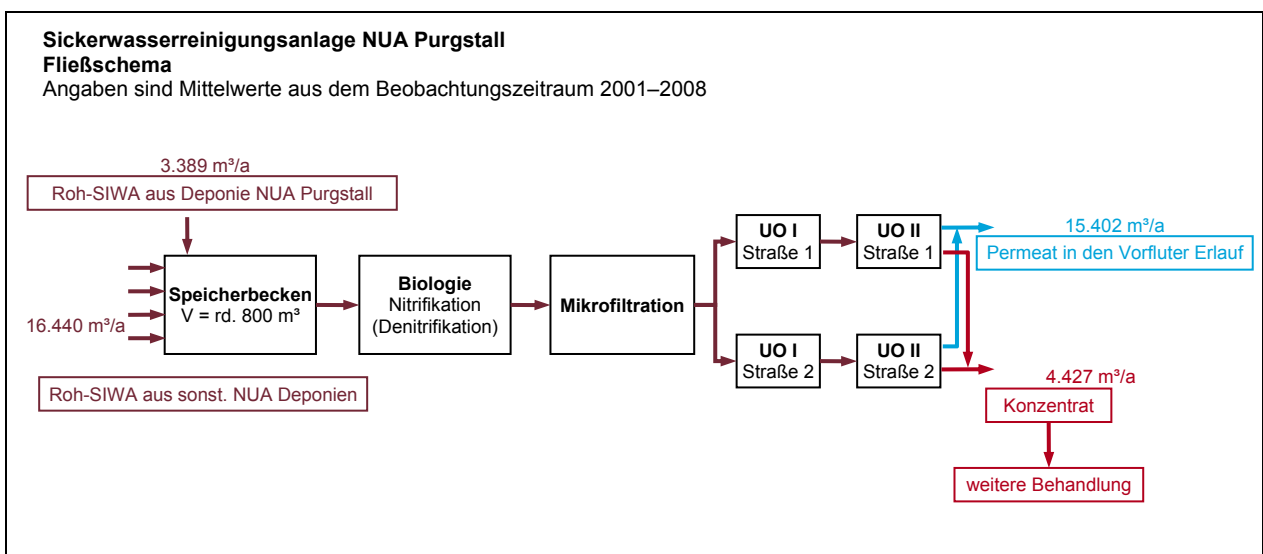 Sickerwasserreinigungsanlage NUA Purgstall
Fließschema
Angaben sind Mittelwerte aus dem Beobachtungszeitraum 2001–2008
3.389 m³/a
Roh-SIWA aus Deponie NUA Purgstall
16.440 m³/a
Roh-SIWA aus sonst. NUA Deponien
Speicherbecken
V = rd. 800 m³
Biologie
Nitrifikation
(Denitrifikation)
Mikrofiltration
UO I
Straße 1
UO II
Straße 1
UO I
Straße 2
UO II
Straße 2
15.402 m³/a
Permeat in den Vorfluter Erlauf
4.427 m³/a
Konzentrat
weitere Behandlung